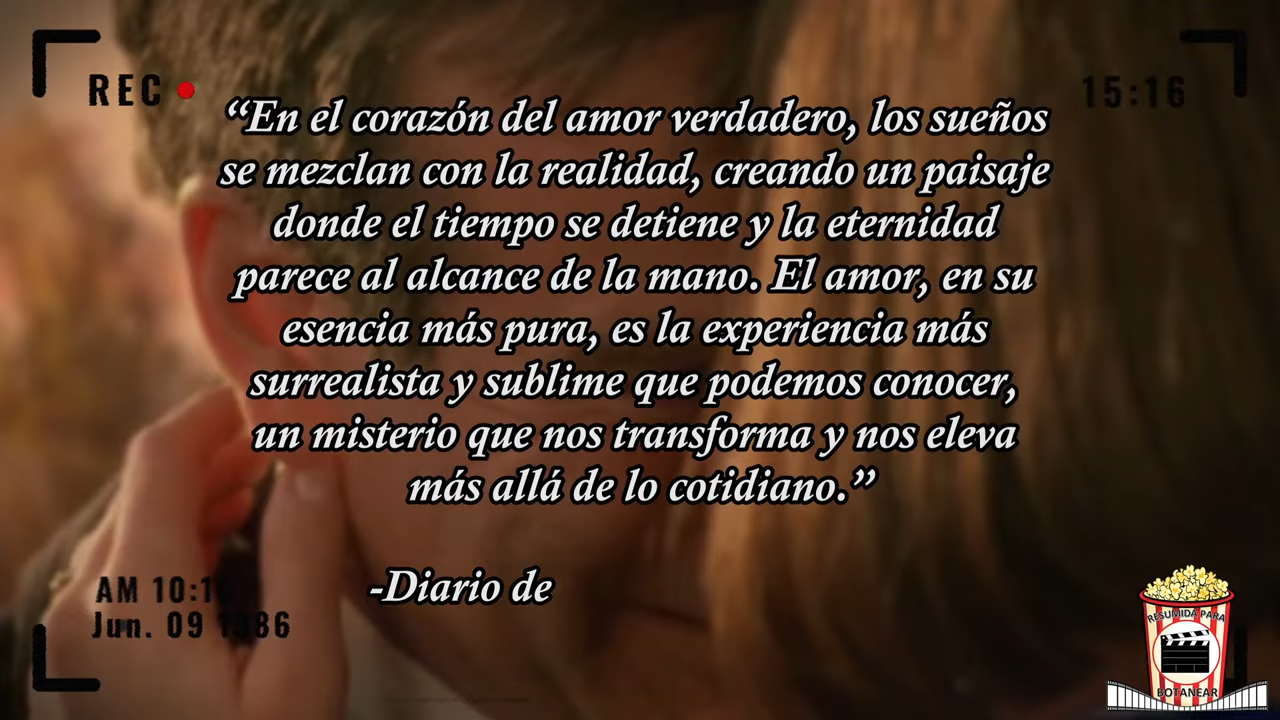 REC
15:16
“En el corazón del amor verdadero, los sueños
se mezclan con la realidad, creando un paisaje
donde el tiempo se detiene y la eternidad
parece al alcance de la mano. El amor, en su
esencia más pura, es la experiencia más
surrealista y sublime que podemos conocer,
un misterio que nos transforma y nos eleva
más allá de lo cotidiano.”
-Diario de
AM
Jun. 09
RESUMIDA PARA
BOTANEAR